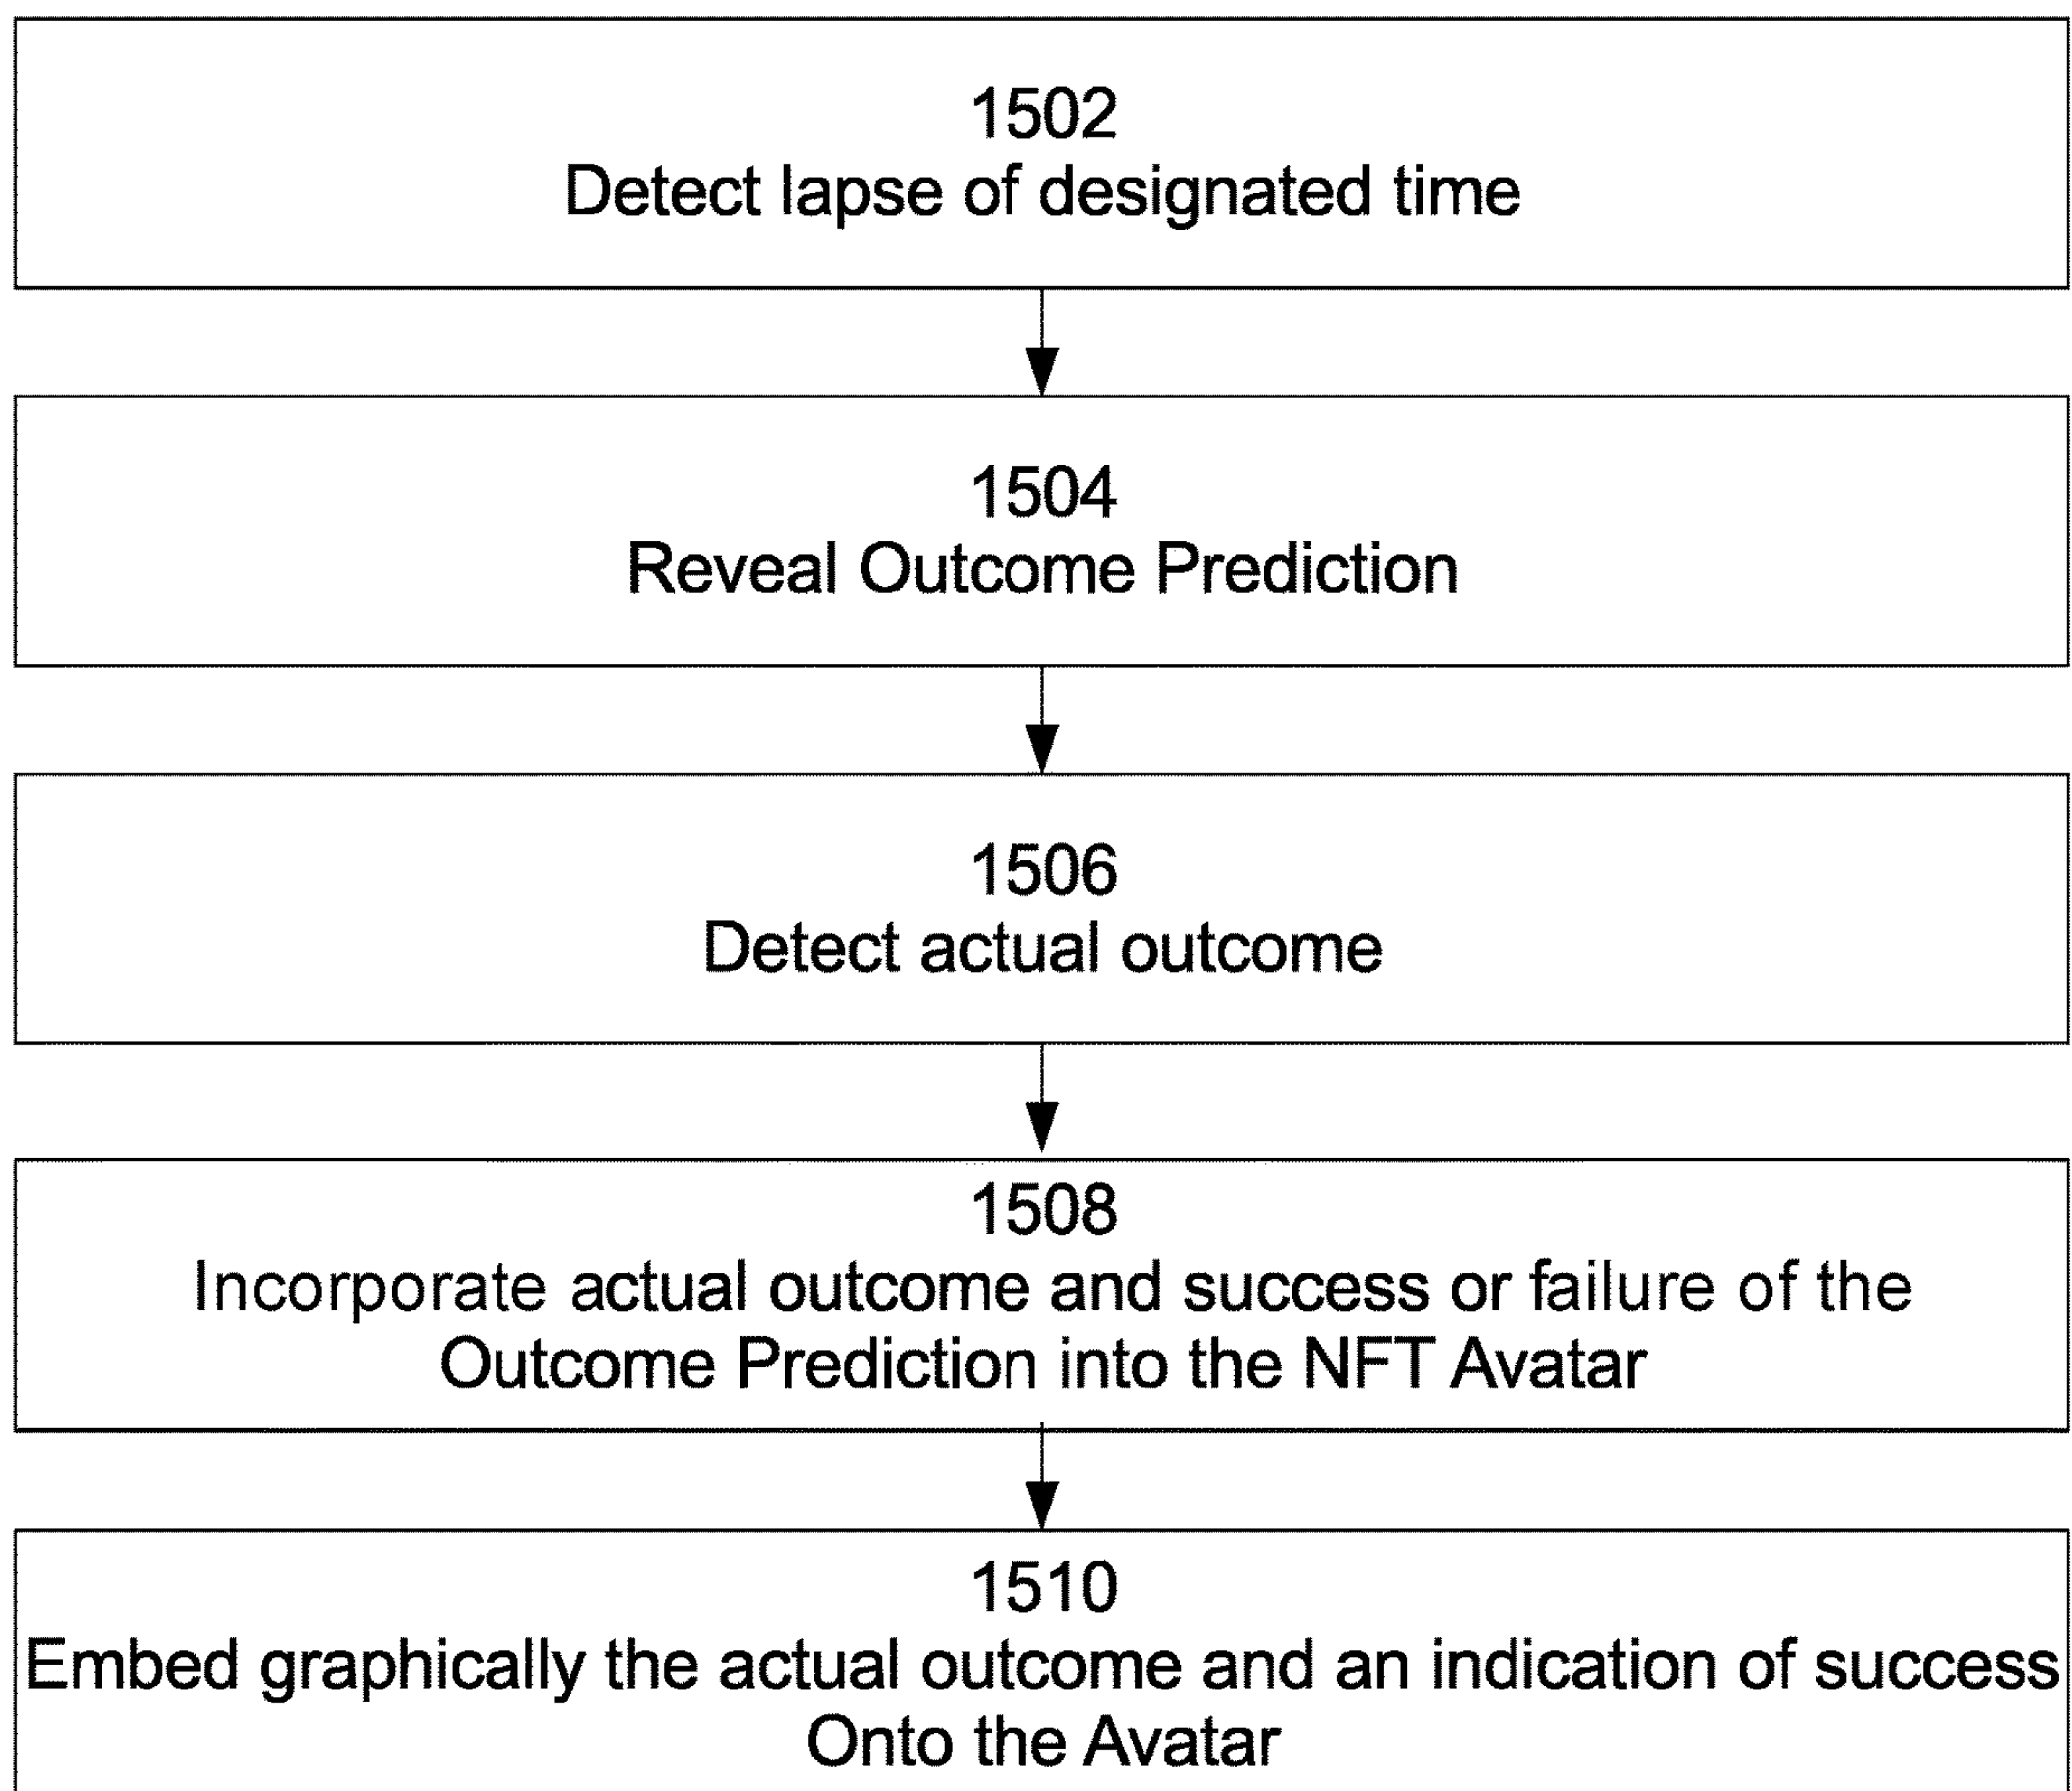 1502
Detect lapse of designated time
1504
Reveal Outcome Prediction
1506
Detect actual outcome
1508
Incorporate actual outcome and success or failure of the
Outcome Prediction into the NFT Avatar
1510
Embed graphically the actual outcome and an indication of success
Onto the Avatar